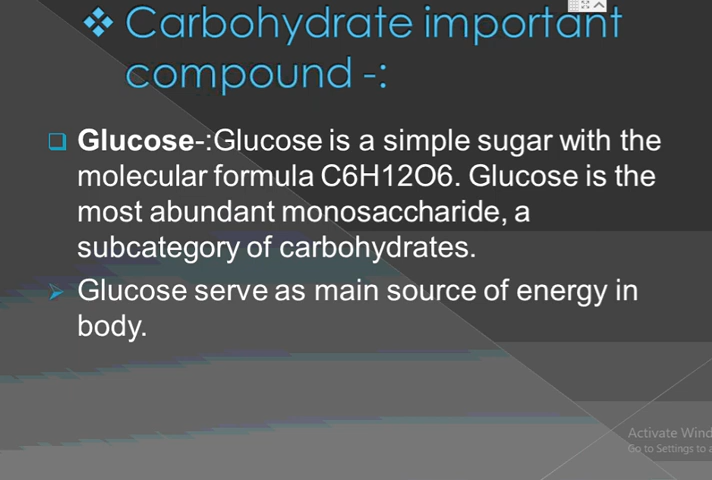 Carbohydrate important
compound -:
Glucose-:Glucose is a simple sugar with the
molecular formula C6H12O6. Glucose is the
most abundant monosaccharide, a
subcategory of carbohydrates.
Glucose serve as main source of energy in
body.
Activate Wind
Go to Settings to a